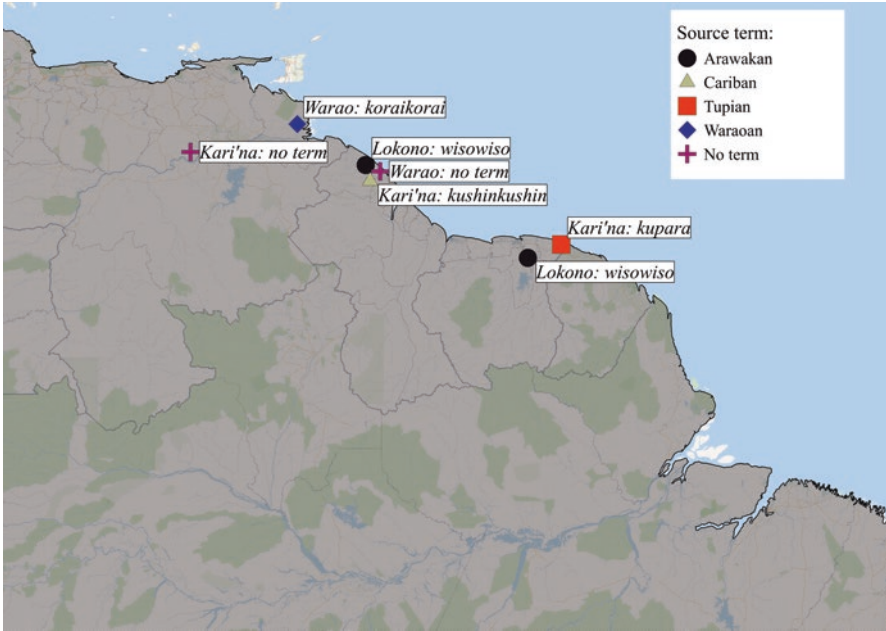 Source term:
Arawakan
Cariban
Tupian
Waraoan
No term
Warao: koraikorai
Kari'na: no term
Lokono: wisowiso
Warao: no term
Kari'na: kushinkushin
Kari'na: kupara
Lokono: wisowiso